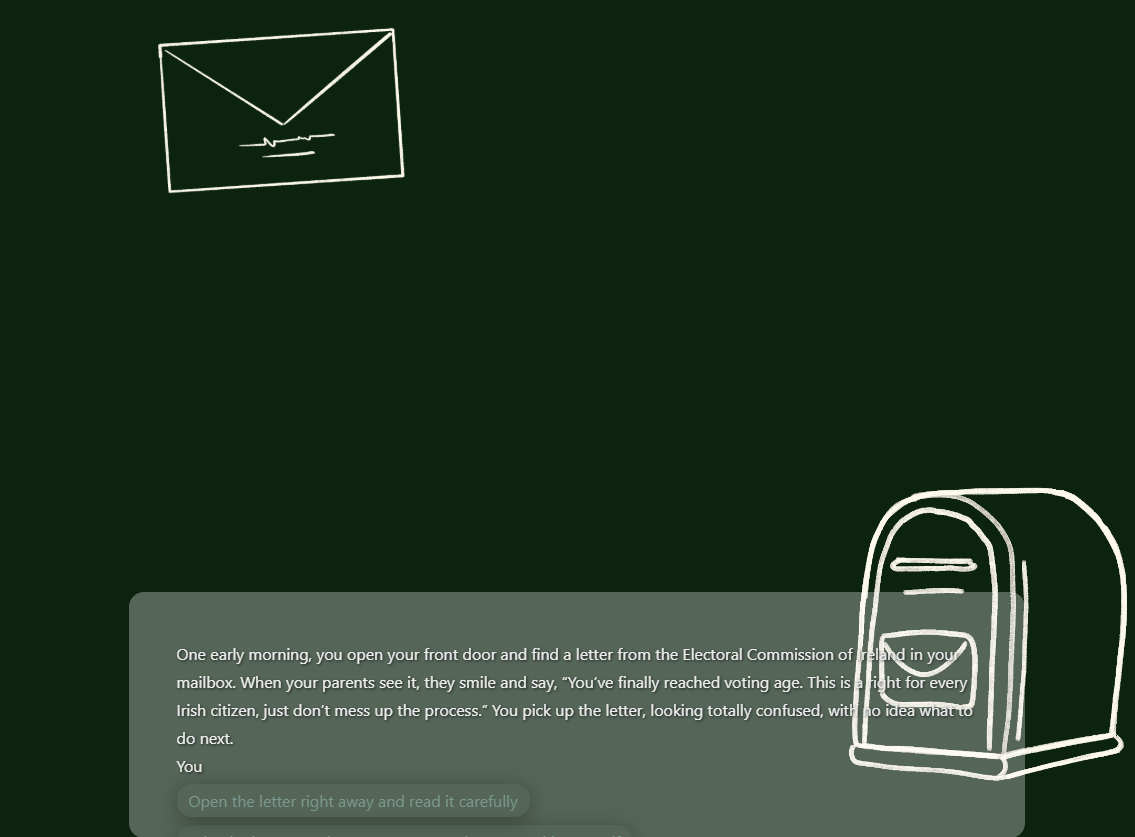 One early morning, you open your front door and find a letter from the Electoral Commission of Ireland in your
mailbox. When your parents see it, they smile and say, “You’ve finally reached voting age. This is a right for every
Irish citizen, just don’t mess up the process.” You pick up the letter, looking totally confused, with no idea what to
do next.
You
Open the letter right away and read it carefully